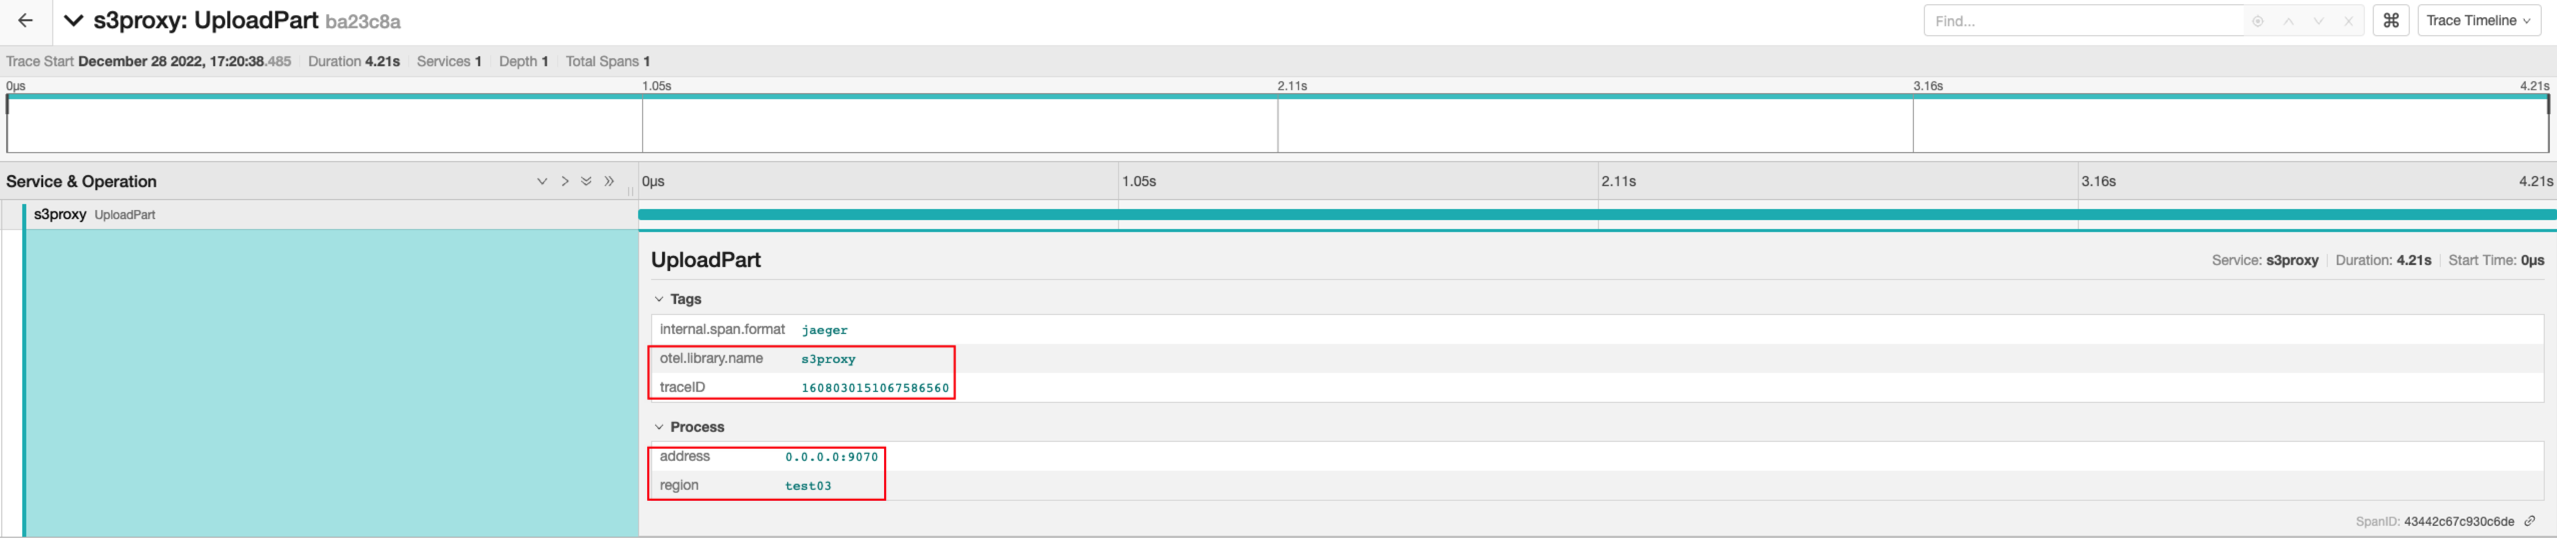 s3proxy: UploadPart ba23c8a Find... Trace Timeline
Trace Start December 28 2022, 17:20:38.485 Duration 4.21s Services 1 Depth 1 Total Spans 1
0μs 1.05s 2.11s 3.16s 4.21s
Service & Operation 0μs 1.05s 2.11s 3.16s 4.21s
s3proxy UploadPart
UploadPart Service: s3proxy Duration: 4.21s Start Time: 0μs
Tags
internal.span.format jaeger
otel.library.name s3proxy
traceID 1608030151067586560
Process
address 0.0.0.0:9070
region test03
SpanID: 43442c67c930c6de